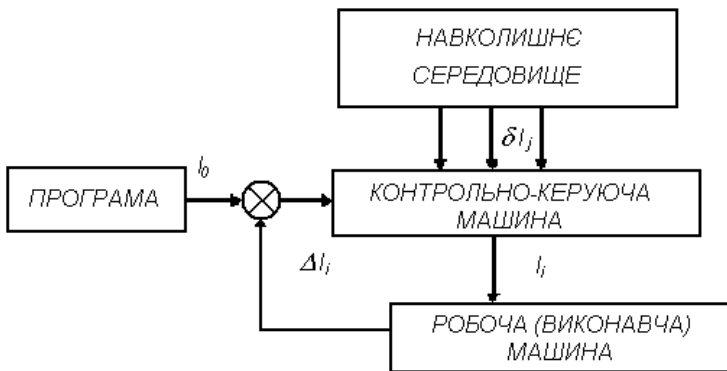 НАВКОЛИШНЄ
СЕРЕДОВИЩЕ
δIj
I0
ПРОГРАМА
КОНТРОЛЬНО-КЕРУЮЧА
МАШИНА
ΔIi
Ii
РОБОЧА (ВИКОНАВЧА)
МАШИНА